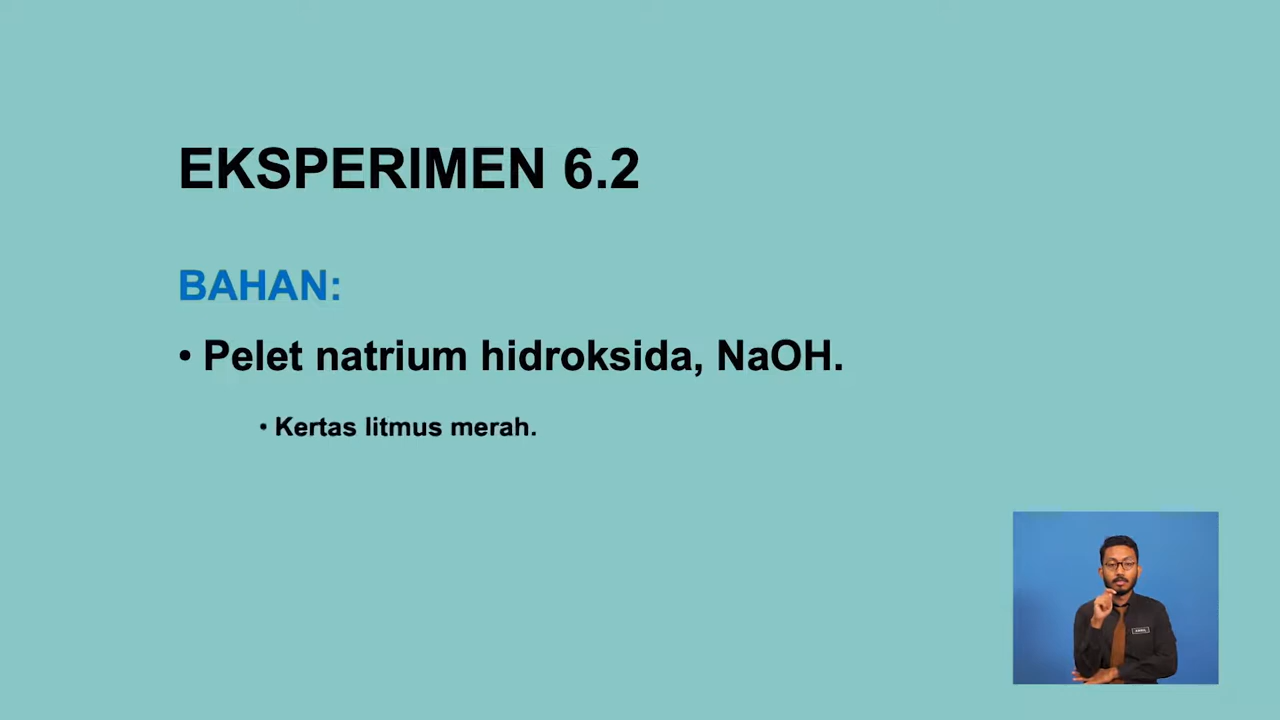 EKSPERIMEN 6.2
BAHAN:
• Pelet natrium hidroksida, NaOH.
• Kertas litmus merah.